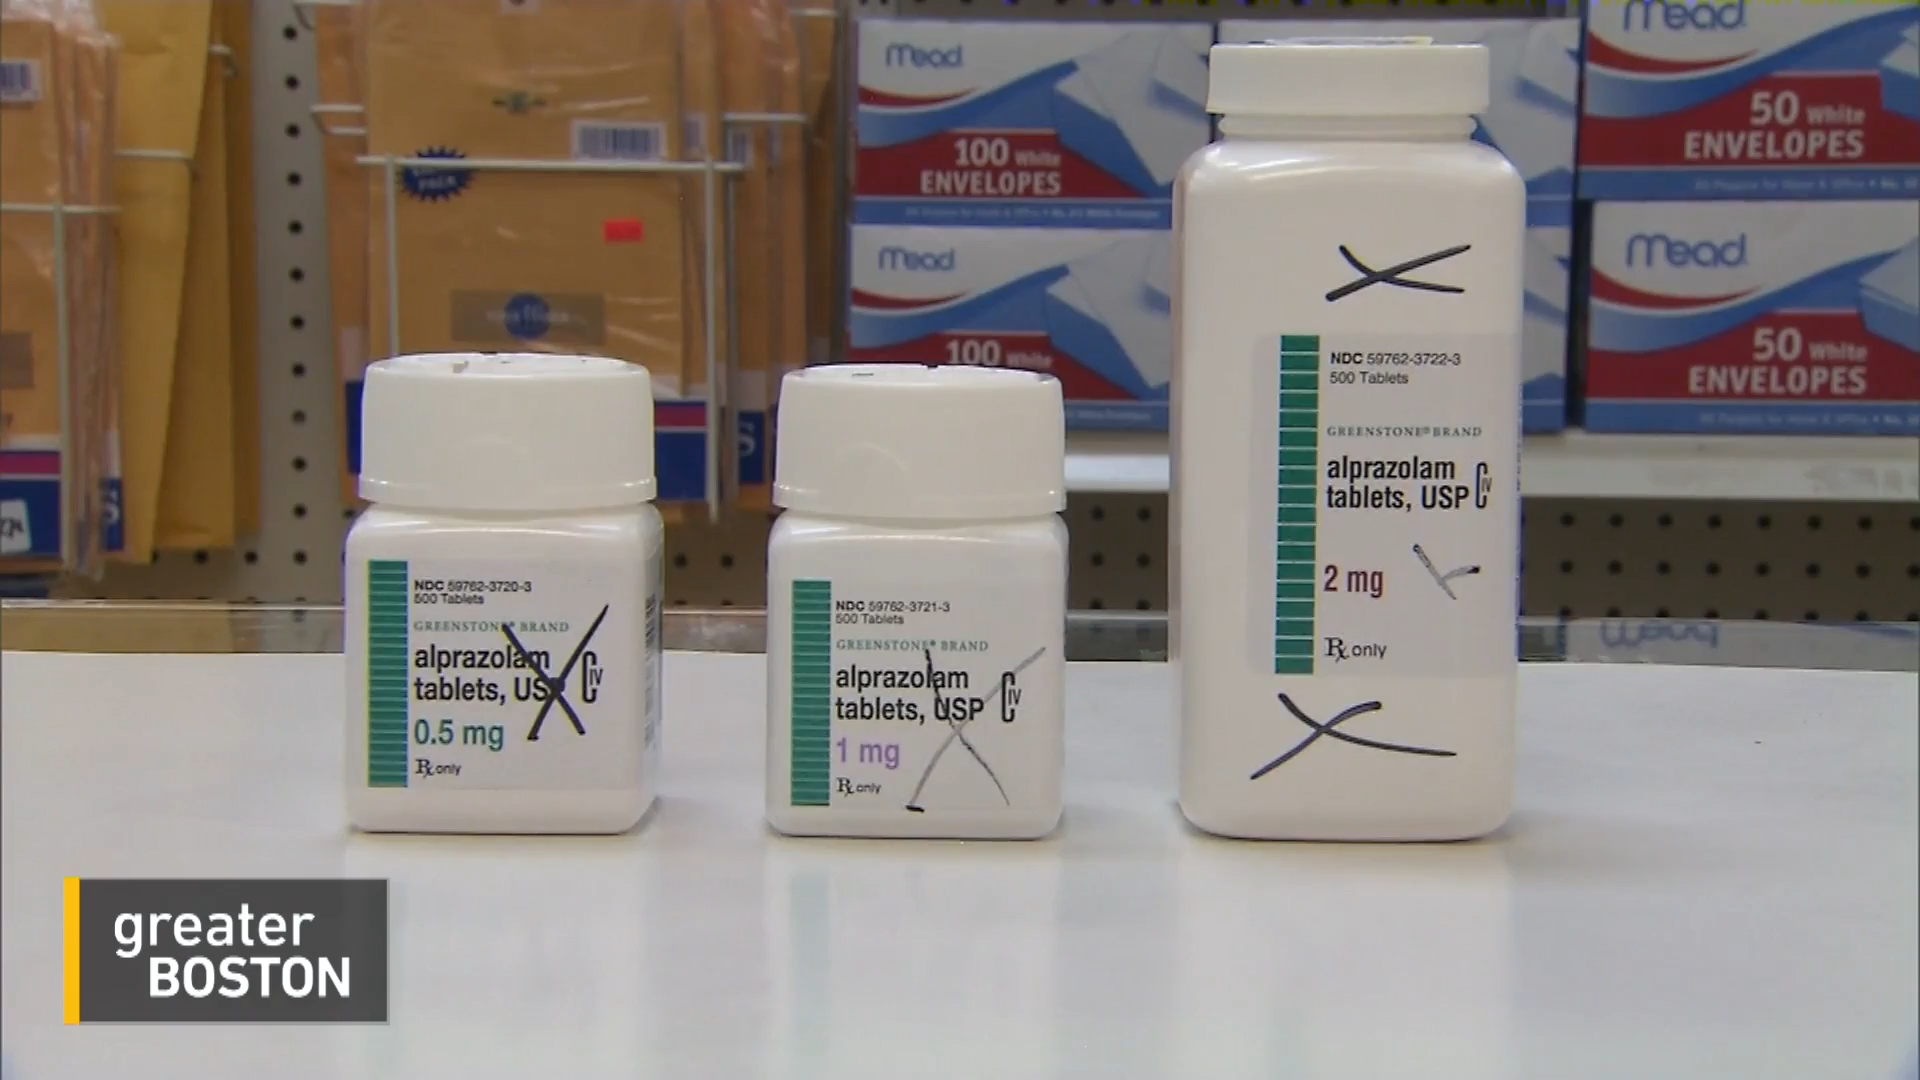 Mead
100 White
ENVELOPES
Mead
100 White
Mead
50 White
ENVELOPES
Mead
50 White
ENVELOPES
NDC 59762-3720-3
500 Tablets
GREENSTONE® BRAND
alprazolam
tablets, USP CIV
0.5 mg
Rx only
NDC 59762-3721-3
500 Tablets
GREENSTONE® BRAND
alprazolam
tablets, USP CIV
1 mg
Rx only
NDC 59762-3722-3
500 Tablets
GREENSTONE® BRAND
alprazolam
tablets, USP CIV
2 mg
Rx only
greater
BOSTON